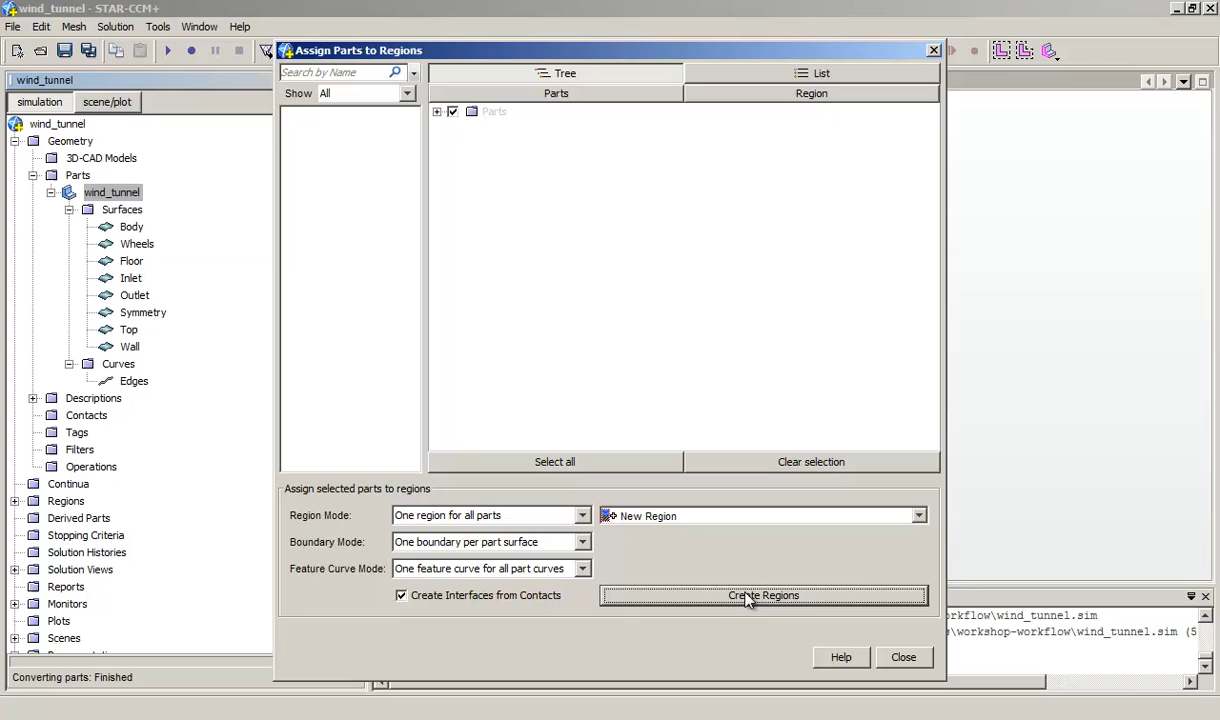 wind_tunnel - STAR-CCM+
File Edit Mesh Solution Tools Window Help
wind_tunnel
simulation scene/plot
wind_tunnel
Geometry
3D-CAD Models
Parts
wind_tunnel
Surfaces
Body
Wheels
Floor
Inlet
Outlet
Symmetry
Top
Wall
Curves
Edges
Descriptions
Contacts
Tags
Filters
Operations
Continua
Regions
Derived Parts
Stopping Criteria
Solution Histories
Solution Views
Reports
Monitors
Plots
Scenes
Converting parts: Finished
Assign Parts to Regions
Search by Name
Show All
Tree List
Parts Region
Parts
Select all Clear selection
Assign selected parts to regions
Region Mode: One region for all parts New Region
Boundary Mode: One boundary per part surface
Feature Curve Mode: One feature curve for all part curves
Create Interfaces from Contacts Create Regions
Help Close
orkflow\wind_tunnel.sim
s\workshop-workflow\wind_tunnel.sim (5